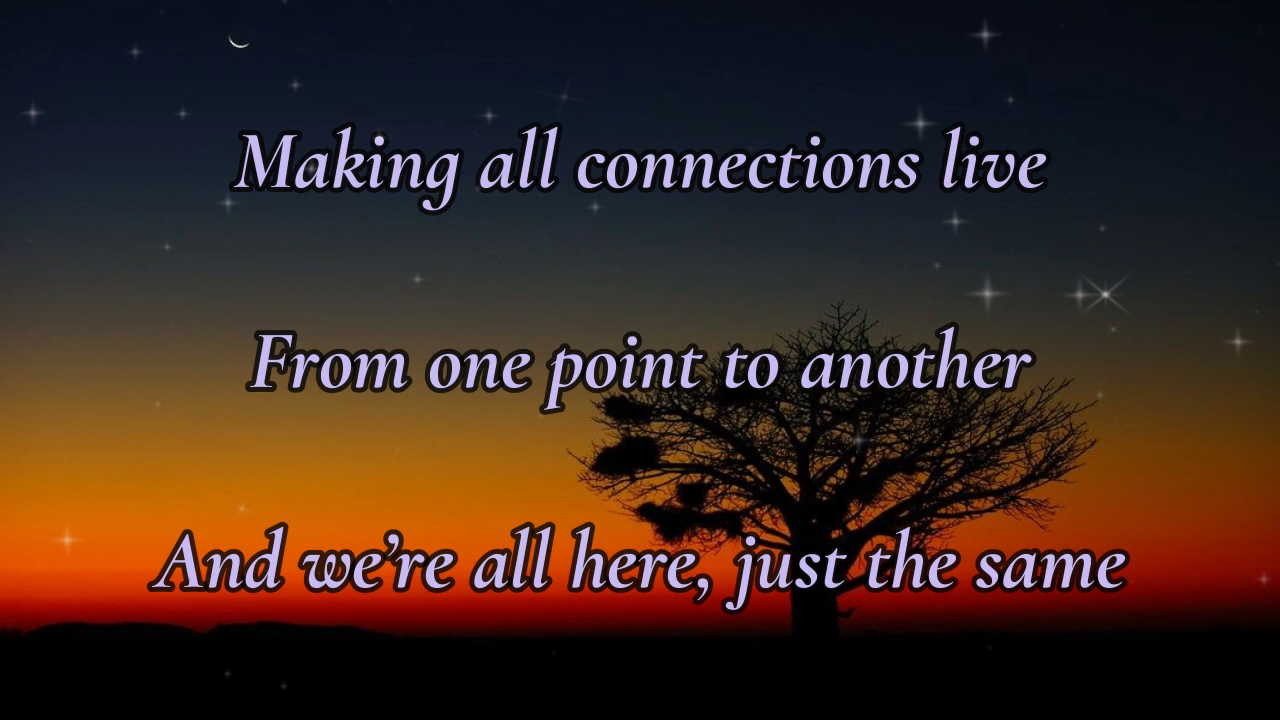 Making all connections live
From one point to another
And we’re all here, just the same